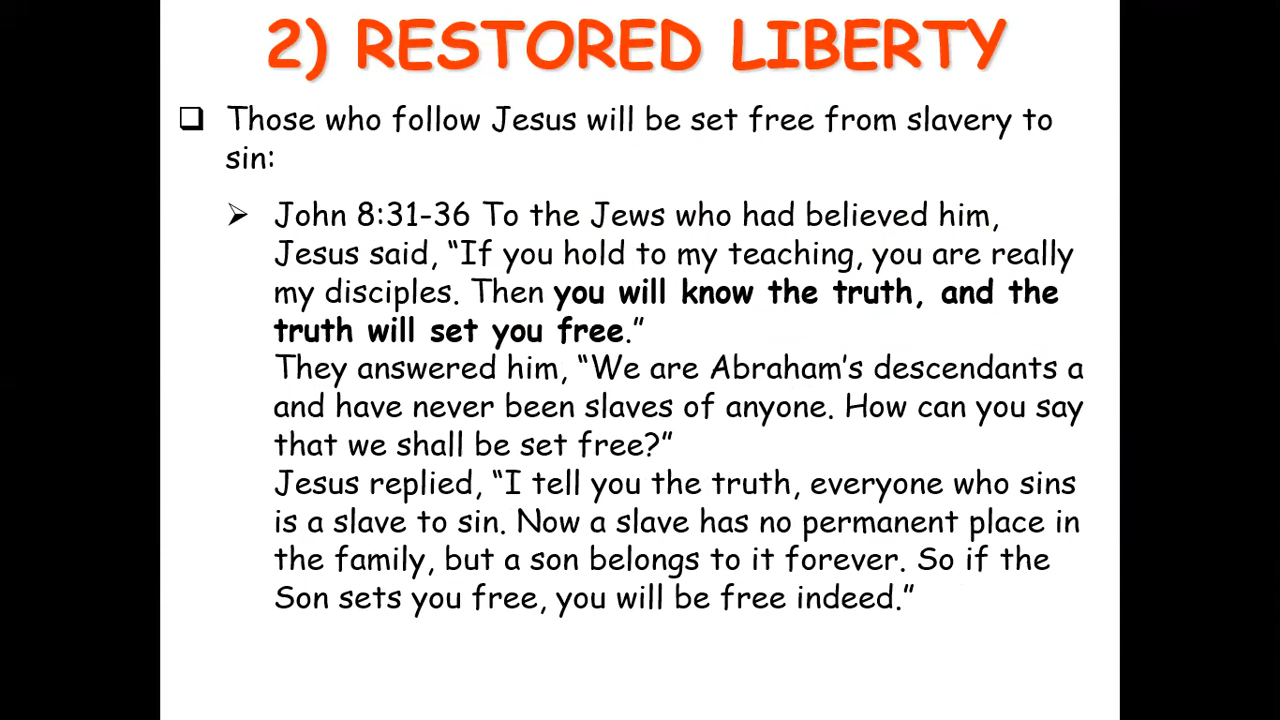 2) RESTORED LIBERTY
Those who follow Jesus will be set free from slavery to
sin:
John 8:31-36 To the Jews who had believed him,
Jesus said, “If you hold to my teaching, you are really
my disciples. Then you will know the truth, and the
truth will set you free.”
They answered him, “We are Abraham’s descendants a
and have never been slaves of anyone. How can you say
that we shall be set free?”
Jesus replied, “I tell you the truth, everyone who sins
is a slave to sin. Now a slave has no permanent place in
the family, but a son belongs to it forever. So if the
Son sets you free, you will be free indeed.”